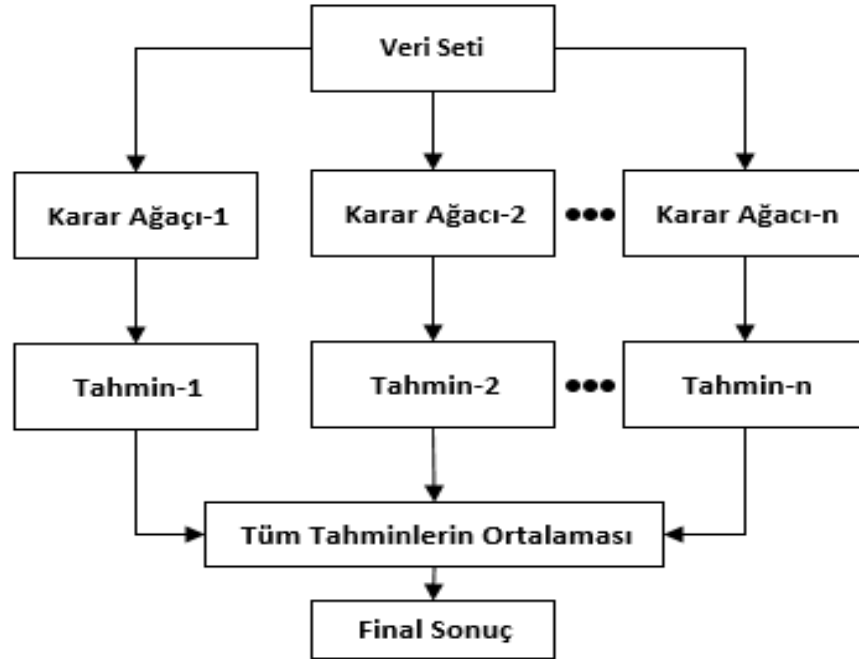 Veri Seti
Karar Ağaçı-1
Karar Ağacı-2
Karar Ağacı-n
Tahmin-1
Tahmin-2
Tahmin-n
Tüm Tahminlerin Ortalaması
Final Sonuç